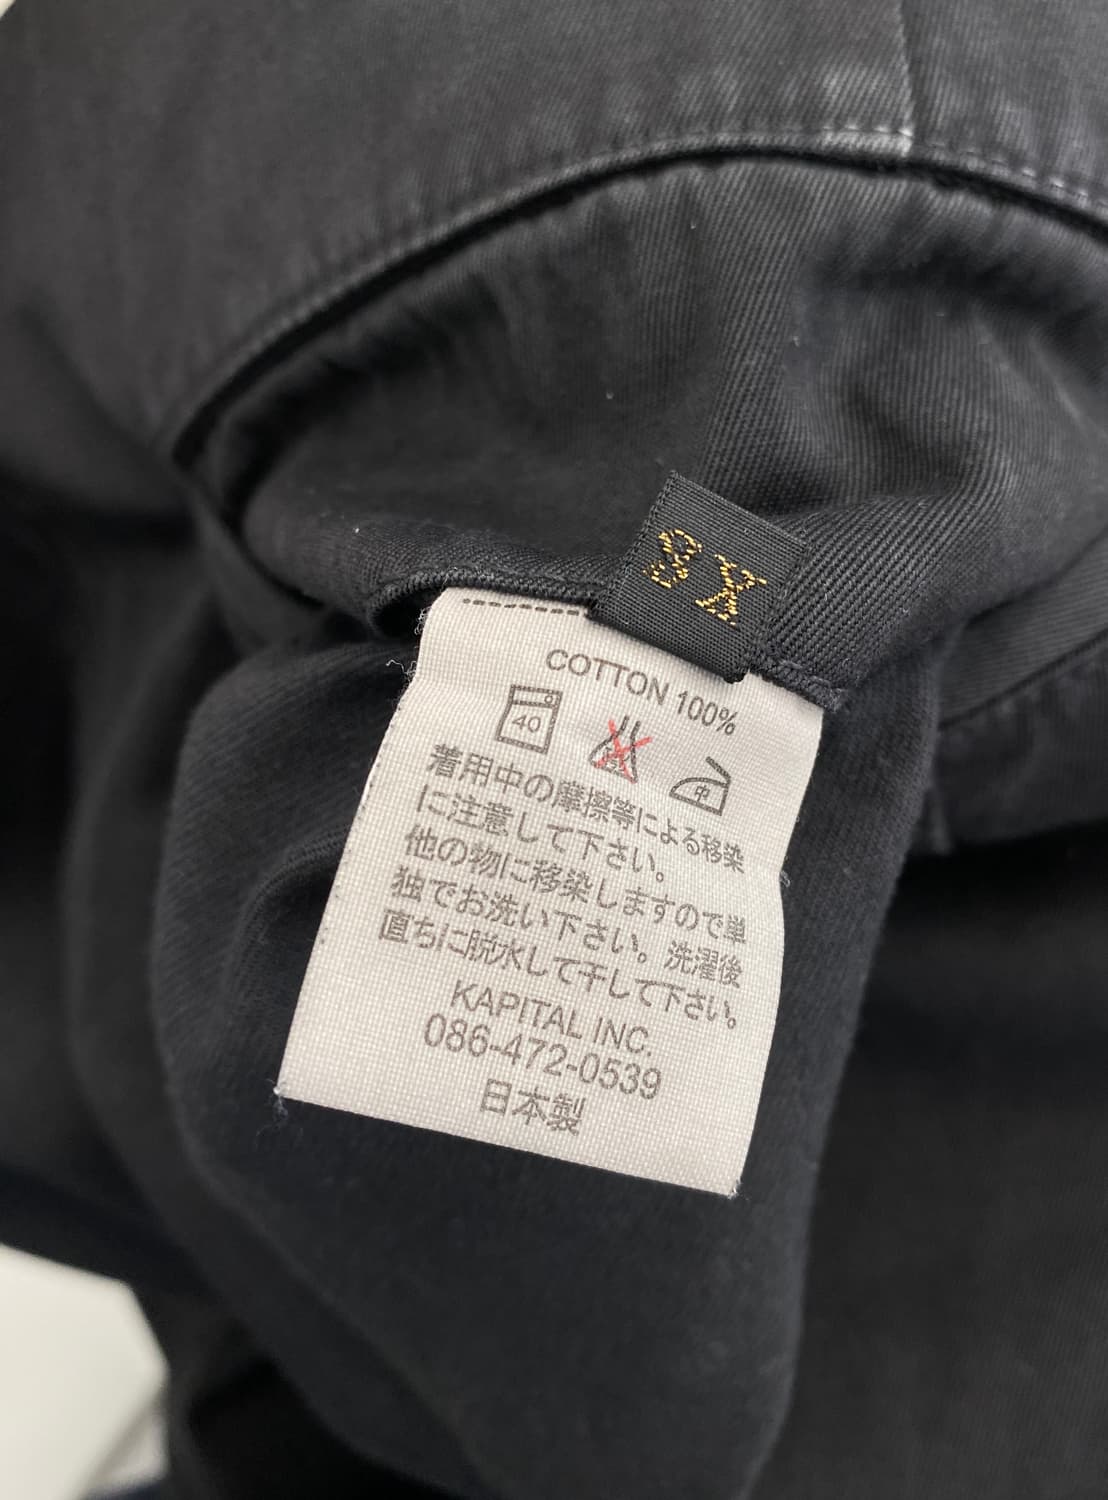 COTTON 100%
40 中
着用中の摩擦等による移染
に注意して下さい。
他の物に移染しますので単
独でお洗い下さい。洗濯後
直ちに脱水して干して下さい。
KAPITAL INC.
086-472-0539
日本製